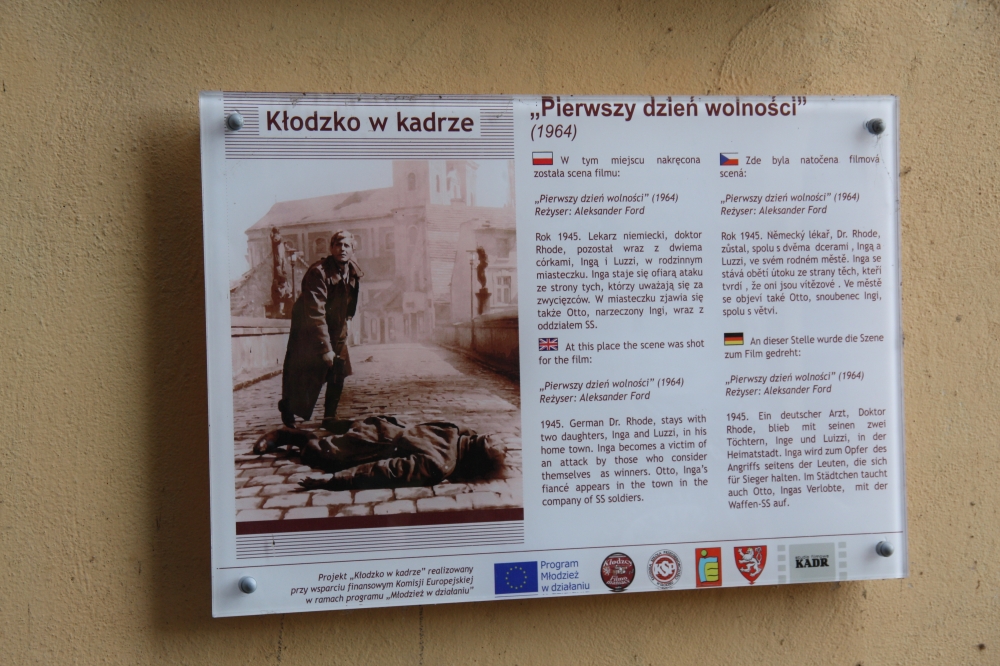 Kłodzko w kadrze
„Pierwszy dzień wolności”
(1964)
W tym miejscu nakręcona
została scena filmu:
„Pierwszy dzień wolności” (1964)
Reżyser: Aleksander Ford
Rok 1945. Lekarz niemiecki, doktor
Rhode, pozostał wraz z dwiema
córkami, Ingą i Luzzi, w rodzinnym
miasteczku. Inga staje się ofiarą ataku
ze strony tych, którzy uważają się za
zwycięzców. W miasteczku zjawia się
także Otto, narzeczony Ingi, wraz z
oddziałem SS.
At this place the scene was shot
for the film:
„Pierwszy dzień wolności” (1964)
Reżyser: Aleksander Ford
1945. German Dr. Rhode, stays with
two daughters, Inga and Luzzi, in his
home town. Inga becomes a victim of
an attack by those who consider
themselves as winners. Otto, Inga’s
fiancé appears in the town in the
company of SS soldiers.
Zde byla natočena filmová
scená:
„Pierwszy dzień wolności” (1964)
Reżyser: Aleksander Ford
Rok 1945. Německý lékař, Dr. Rhode,
zůstal, spolu s dvěma dcerami , Ingą a
Luzzi, ve svém rodném městě. Inga se
stává obětí útoku ze strany těch, kteří
tvrdí , že oni jsou vítězové . Ve městě
se objeví také Otto, snoubenec Ingi,
spolu s větví.
An dieser Stelle wurde die Szene
zum Film gedreht:
„Pierwszy dzień wolności” (1964)
Reżyser: Aleksander Ford
1945. Ein deutscher Arzt, Doktor
Rhode, blieb mit seinen zwei
Töchtern, Inge und Luizzi, in der
Heimatstadt. Inga wird zum Opfer des
Angriffs seitens der Leuten, die sich
für Sieger halten. Im Städtchen taucht
auch Otto, Ingas Verlobte, mit der
Waffen-SS auf.
Projekt „Kłodzko w kadrze” realizowany
przy wsparciu finansowym Komisji Europejskiej
w ramach programu „Młodzież w działaniu”
Program
Młodzież
w działaniu
KADR